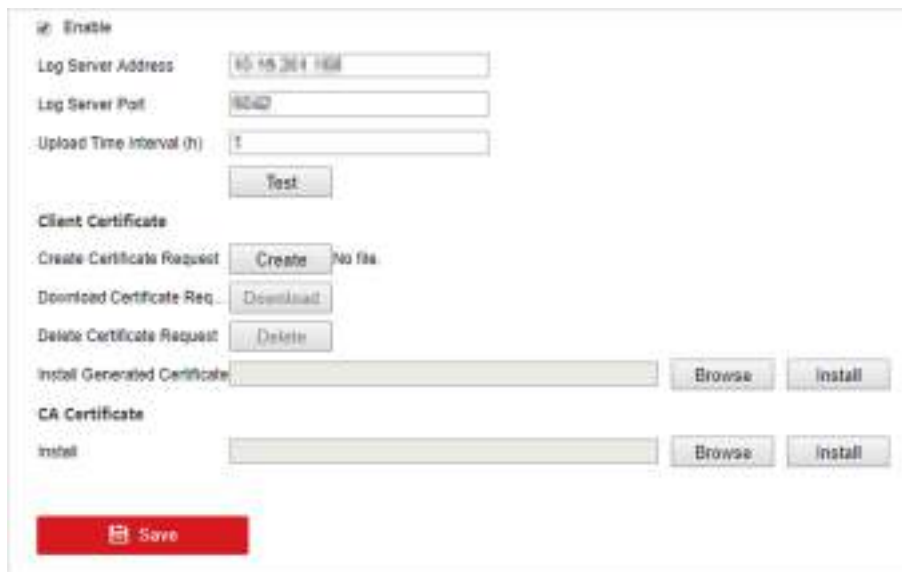 Enable
Log Server Address
Log Server Port
Upload Time Interval (h) 1
Test
Client Certificate
Create Certificate Request Create No file.
Download Certificate Req... Download
Delete Certificate Request Delete
Install Generated Certificate Browse Install
CA Certificate
Install Browse Install
Save